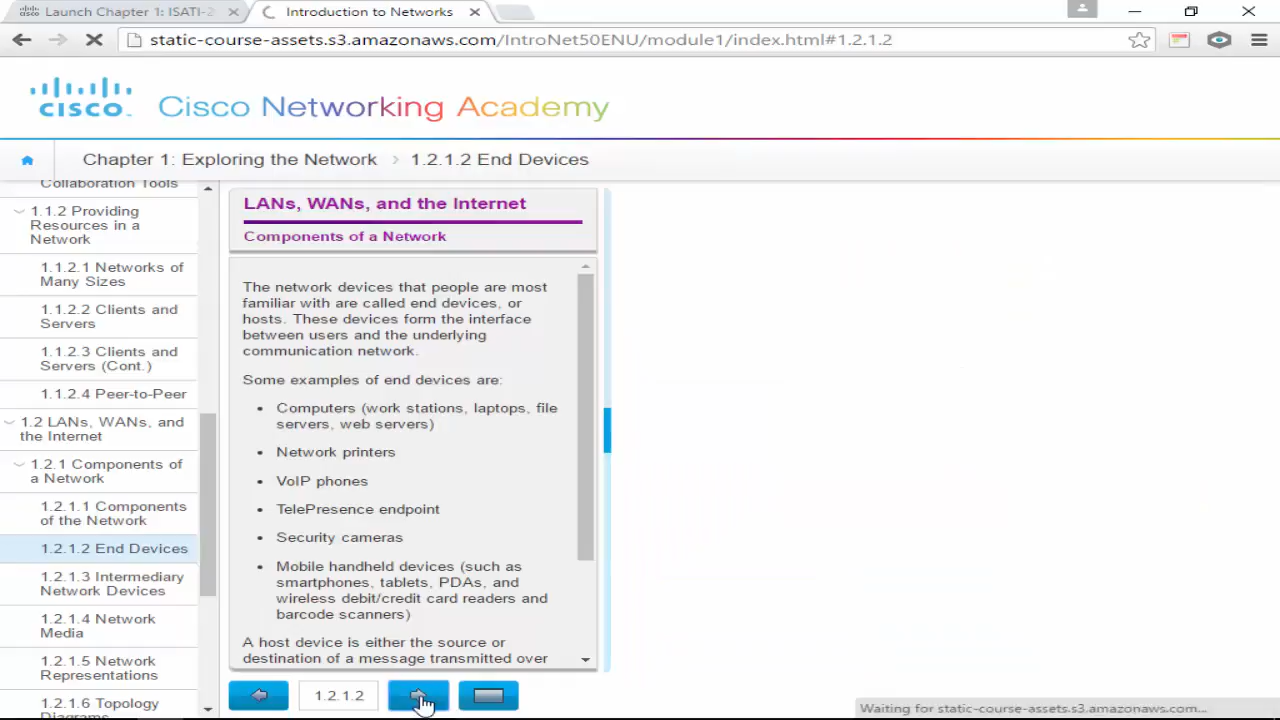 cisco Launch Chapter 1: ISATI-2
Introduction to Networks
static-course-assets.s3.amazonaws.com/IntroNet50ENU/module1/index.html#1.2.1.2
CISCO Cisco Networking Academy
Chapter 1: Exploring the Network > 1.2.1.2 End Devices
Collaboration Tools
1.1.2 Providing
Resources in a
Network
1.1.2.1 Networks of
Many Sizes
1.1.2.2 Clients and
Servers
1.1.2.3 Clients and
Servers (Cont.)
1.1.2.4 Peer-to-Peer
1.2 LANs, WANs, and
the Internet
1.2.1 Components of
a Network
1.2.1.1 Components
of the Network
1.2.1.2 End Devices
1.2.1.3 Intermediary
Network Devices
1.2.1.4 Network
Media
1.2.1.5 Network
Representations
1.2.1.6 Topology
Diagrams
LANs, WANs, and the Internet
Components of a Network
The network devices that people are most
familiar with are called end devices, or
hosts. These devices form the interface
between users and the underlying
communication network.
Some examples of end devices are:
• Computers (work stations, laptops, file
servers, web servers)
• Network printers
• VoIP phones
• TelePresence endpoint
• Security cameras
• Mobile handheld devices (such as
smartphones, tablets, PDAs, and
wireless debit/credit card readers and
barcode scanners)
A host device is either the source or
destination of a message transmitted over
1.2.1.2
Waiting for static-course-assets.s3.amazonaws.com...